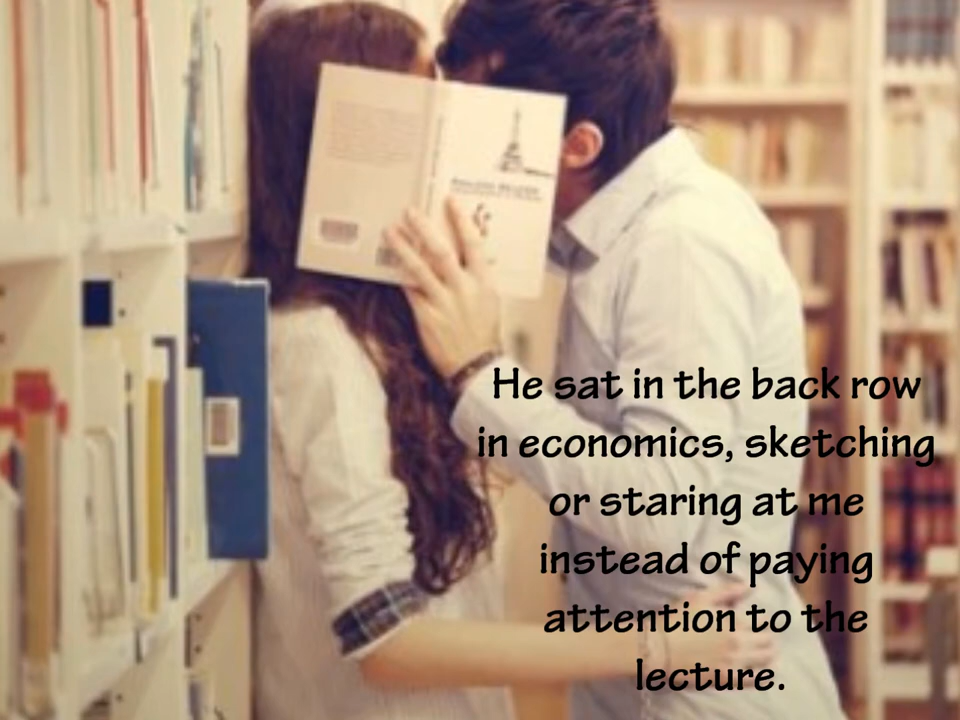 He sat in the back row
in economics, sketching
or staring at me
instead of paying
attention to the
lecture.